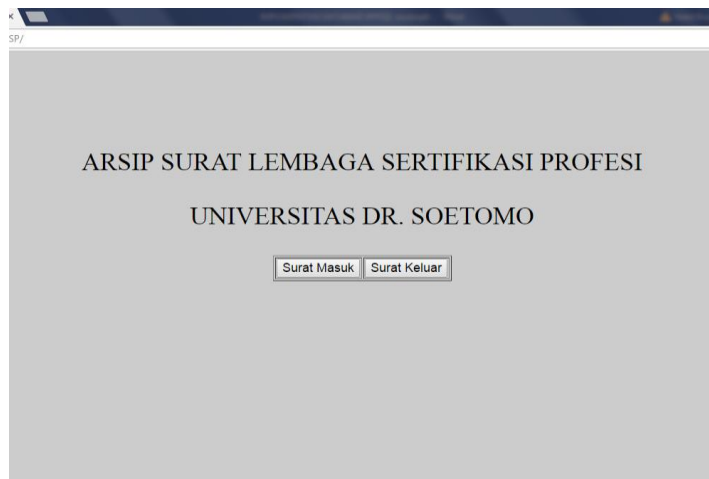 SP/
ARSIP SURAT LEMBAGA SERTIFIKASI PROFESI
UNIVERSITAS DR. SOETOMO
Surat Masuk Surat Keluar